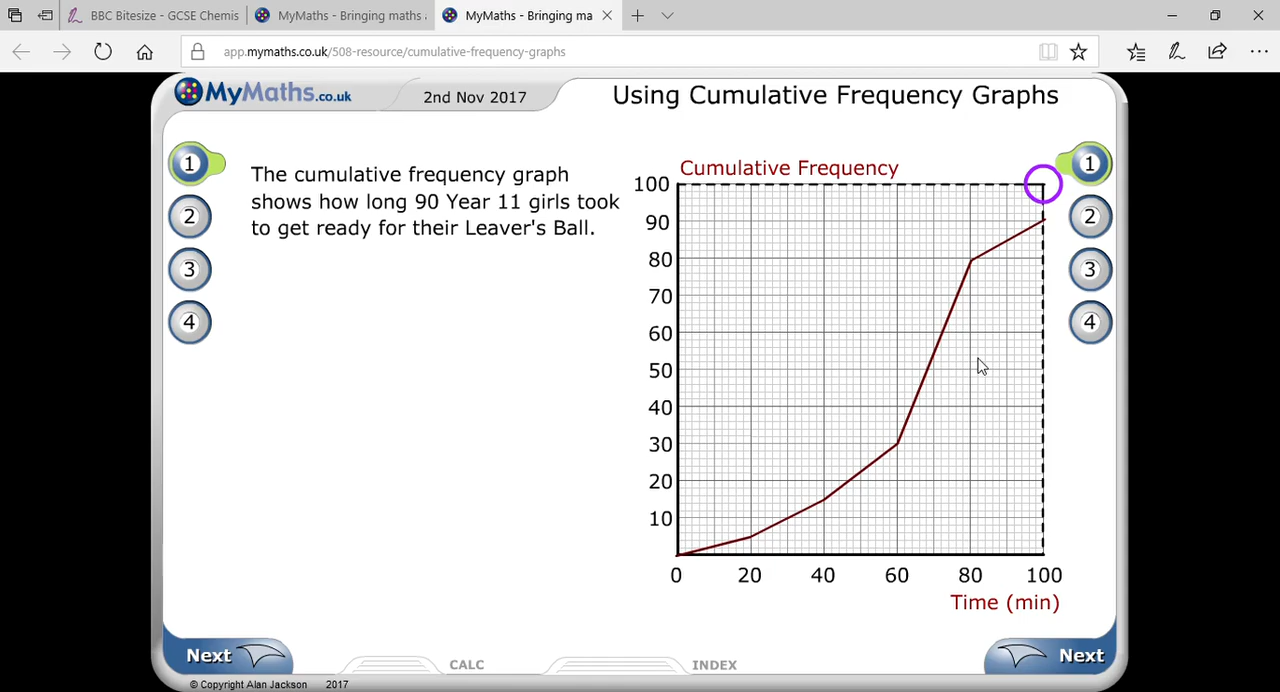 BBC Bitesize - GCSE Chemis
MyMaths - Bringing maths a
MyMaths - Bringing ma
app.mymaths.co.uk/508-resource/cumulative-frequency-graphs
MyMaths.co.uk
2nd Nov 2017
Using Cumulative Frequency Graphs
1
2
3
4
The cumulative frequency graph
shows how long 90 Year 11 girls took
to get ready for their Leaver's Ball.
Cumulative Frequency
100
90
80
70
60
50
40
30
20
10
0 20 40 60 80 100
Time (min)
1
2
3
4
Next
CALC
INDEX
Next
© Copyright Alan Jackson 2017